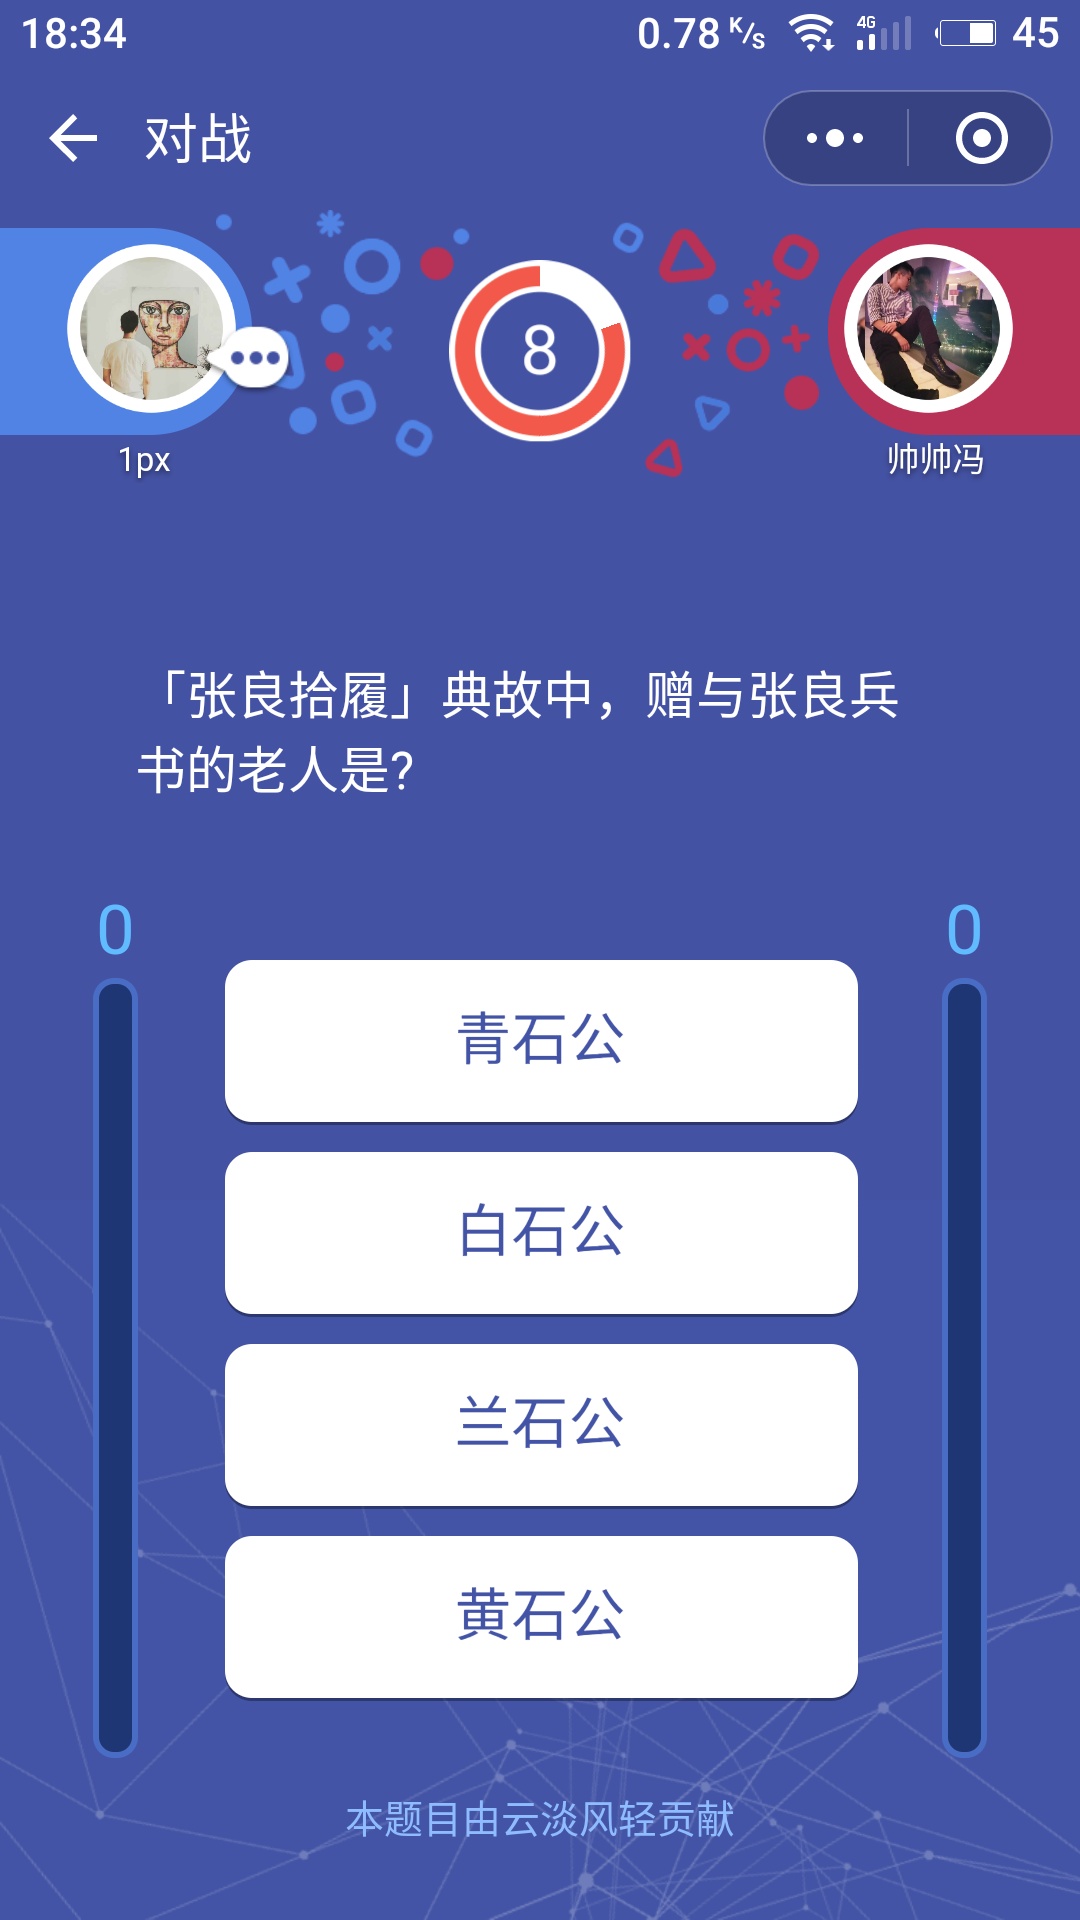 18:34
0.78 K/s
4G
45
对战
8
1px
帅帅冯
「张良拾履」典故中，赠与张良兵
书的老人是?
0
0
青石公
白石公
兰石公
黄石公
本题目由云淡风轻贡献